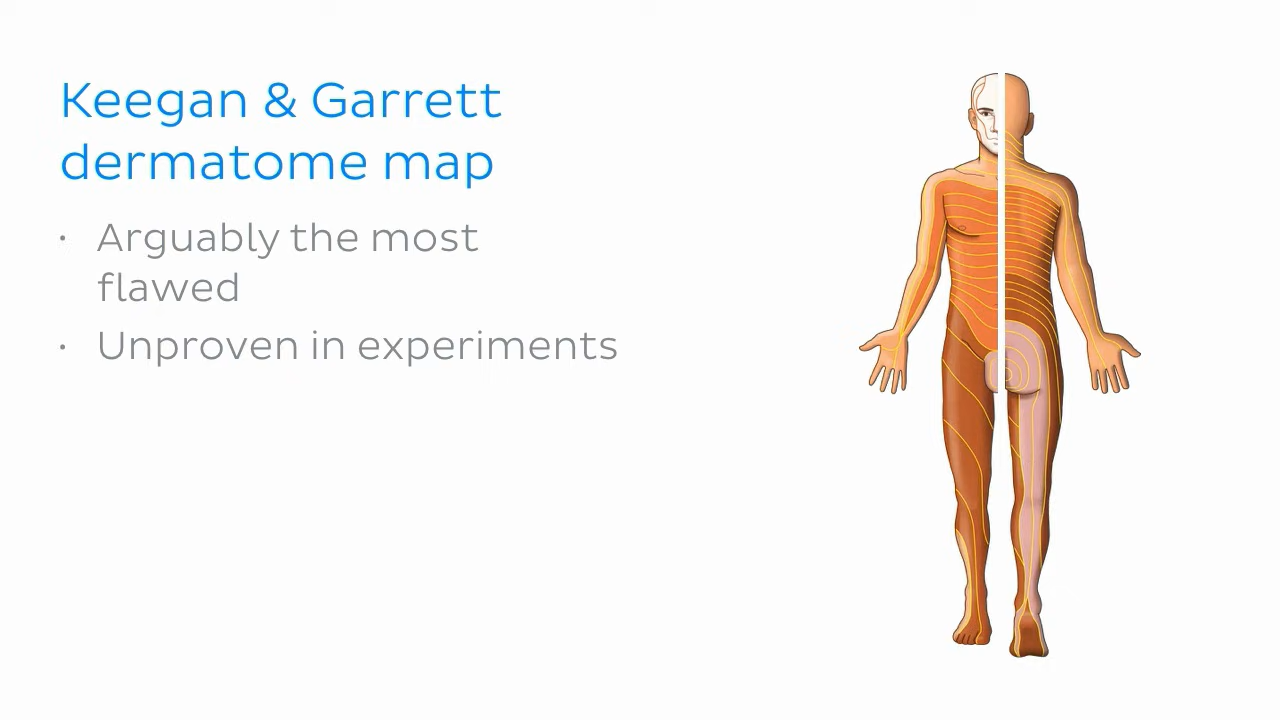 Keegan & Garrett
dermatome map
· Arguably the most
flawed
· Unproven in experiments